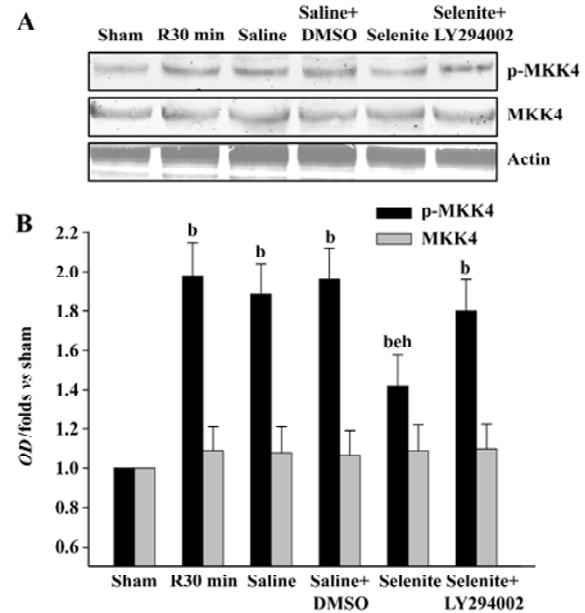 A
Sham R30 min Saline Saline+ DMSO Selenite Selenite+ LY294002
p-MKK4
MKK4
Actin
B
p-MKK4
MKK4
OD/folds vs sham
2.2
2.0
1.8
1.6
1.4
1.2
1.0
0.8
0.6
b
b
b
beh
b
Sham R30 min Saline Saline+ DMSO Selenite Selenite+ LY294002